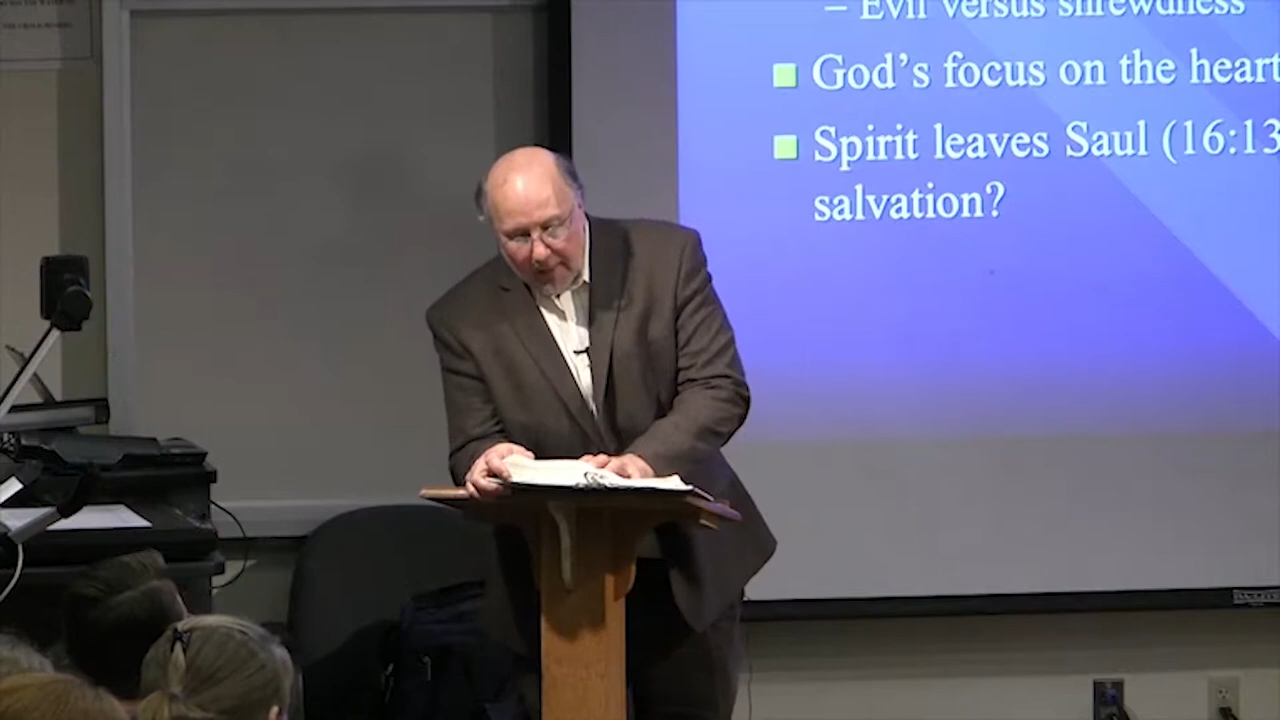 – Evil versus shrewdness
God's focus on the heart
Spirit leaves Saul (16:13
salvation?